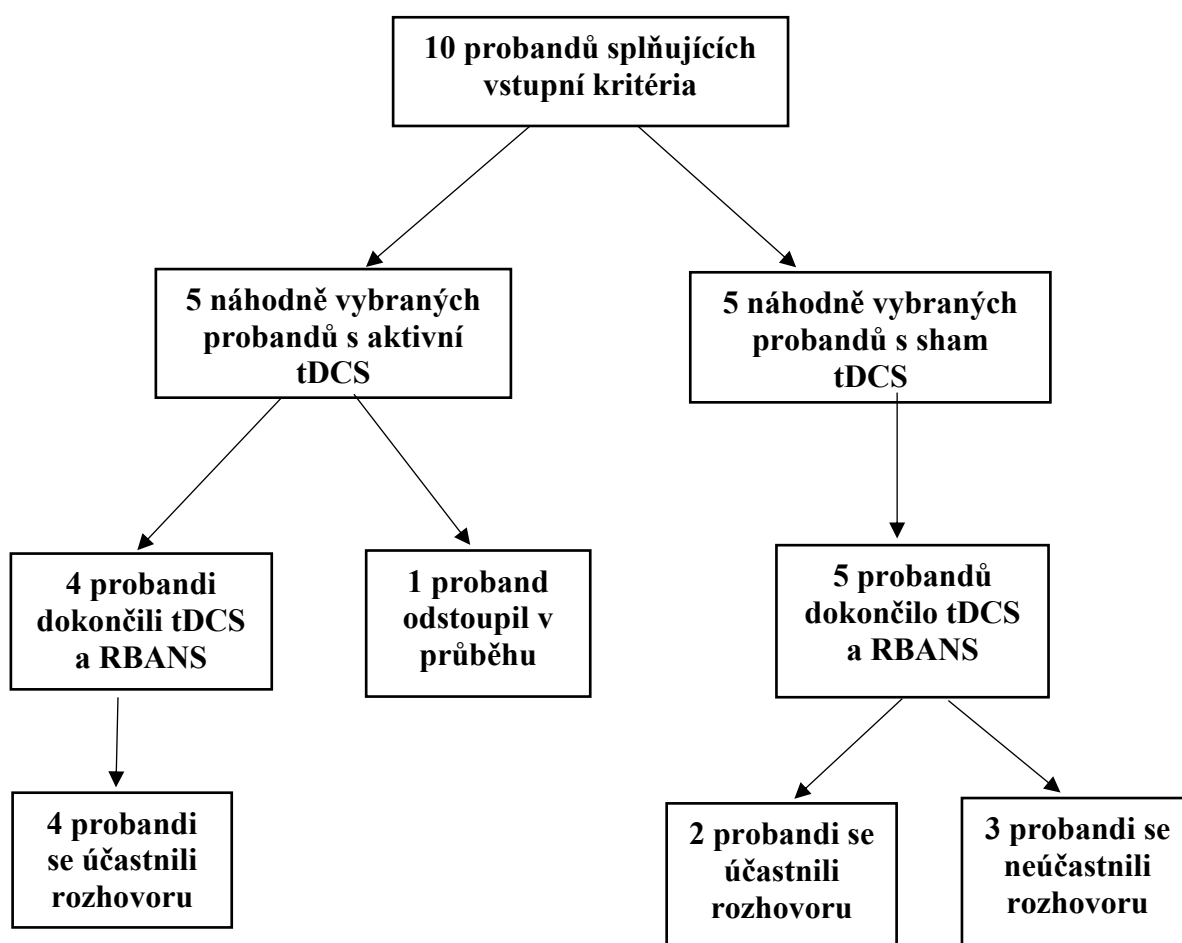 10 probandů splňujících
vstupní kritéria
5 náhodně vybraných
probandů s aktivní
tDCS
5 náhodně vybraných
probandů s sham
tDCS
4 probandi
dokončili tDCS
a RBANS
1 proband
odstoupil v
průběhu
5 probandů
dokončilo tDCS
a RBANS
4 probandi
se účastnili
rozhovoru
2 probandi se
účastnili
rozhovoru
3 probandi se
neúčastnili
rozhovoru